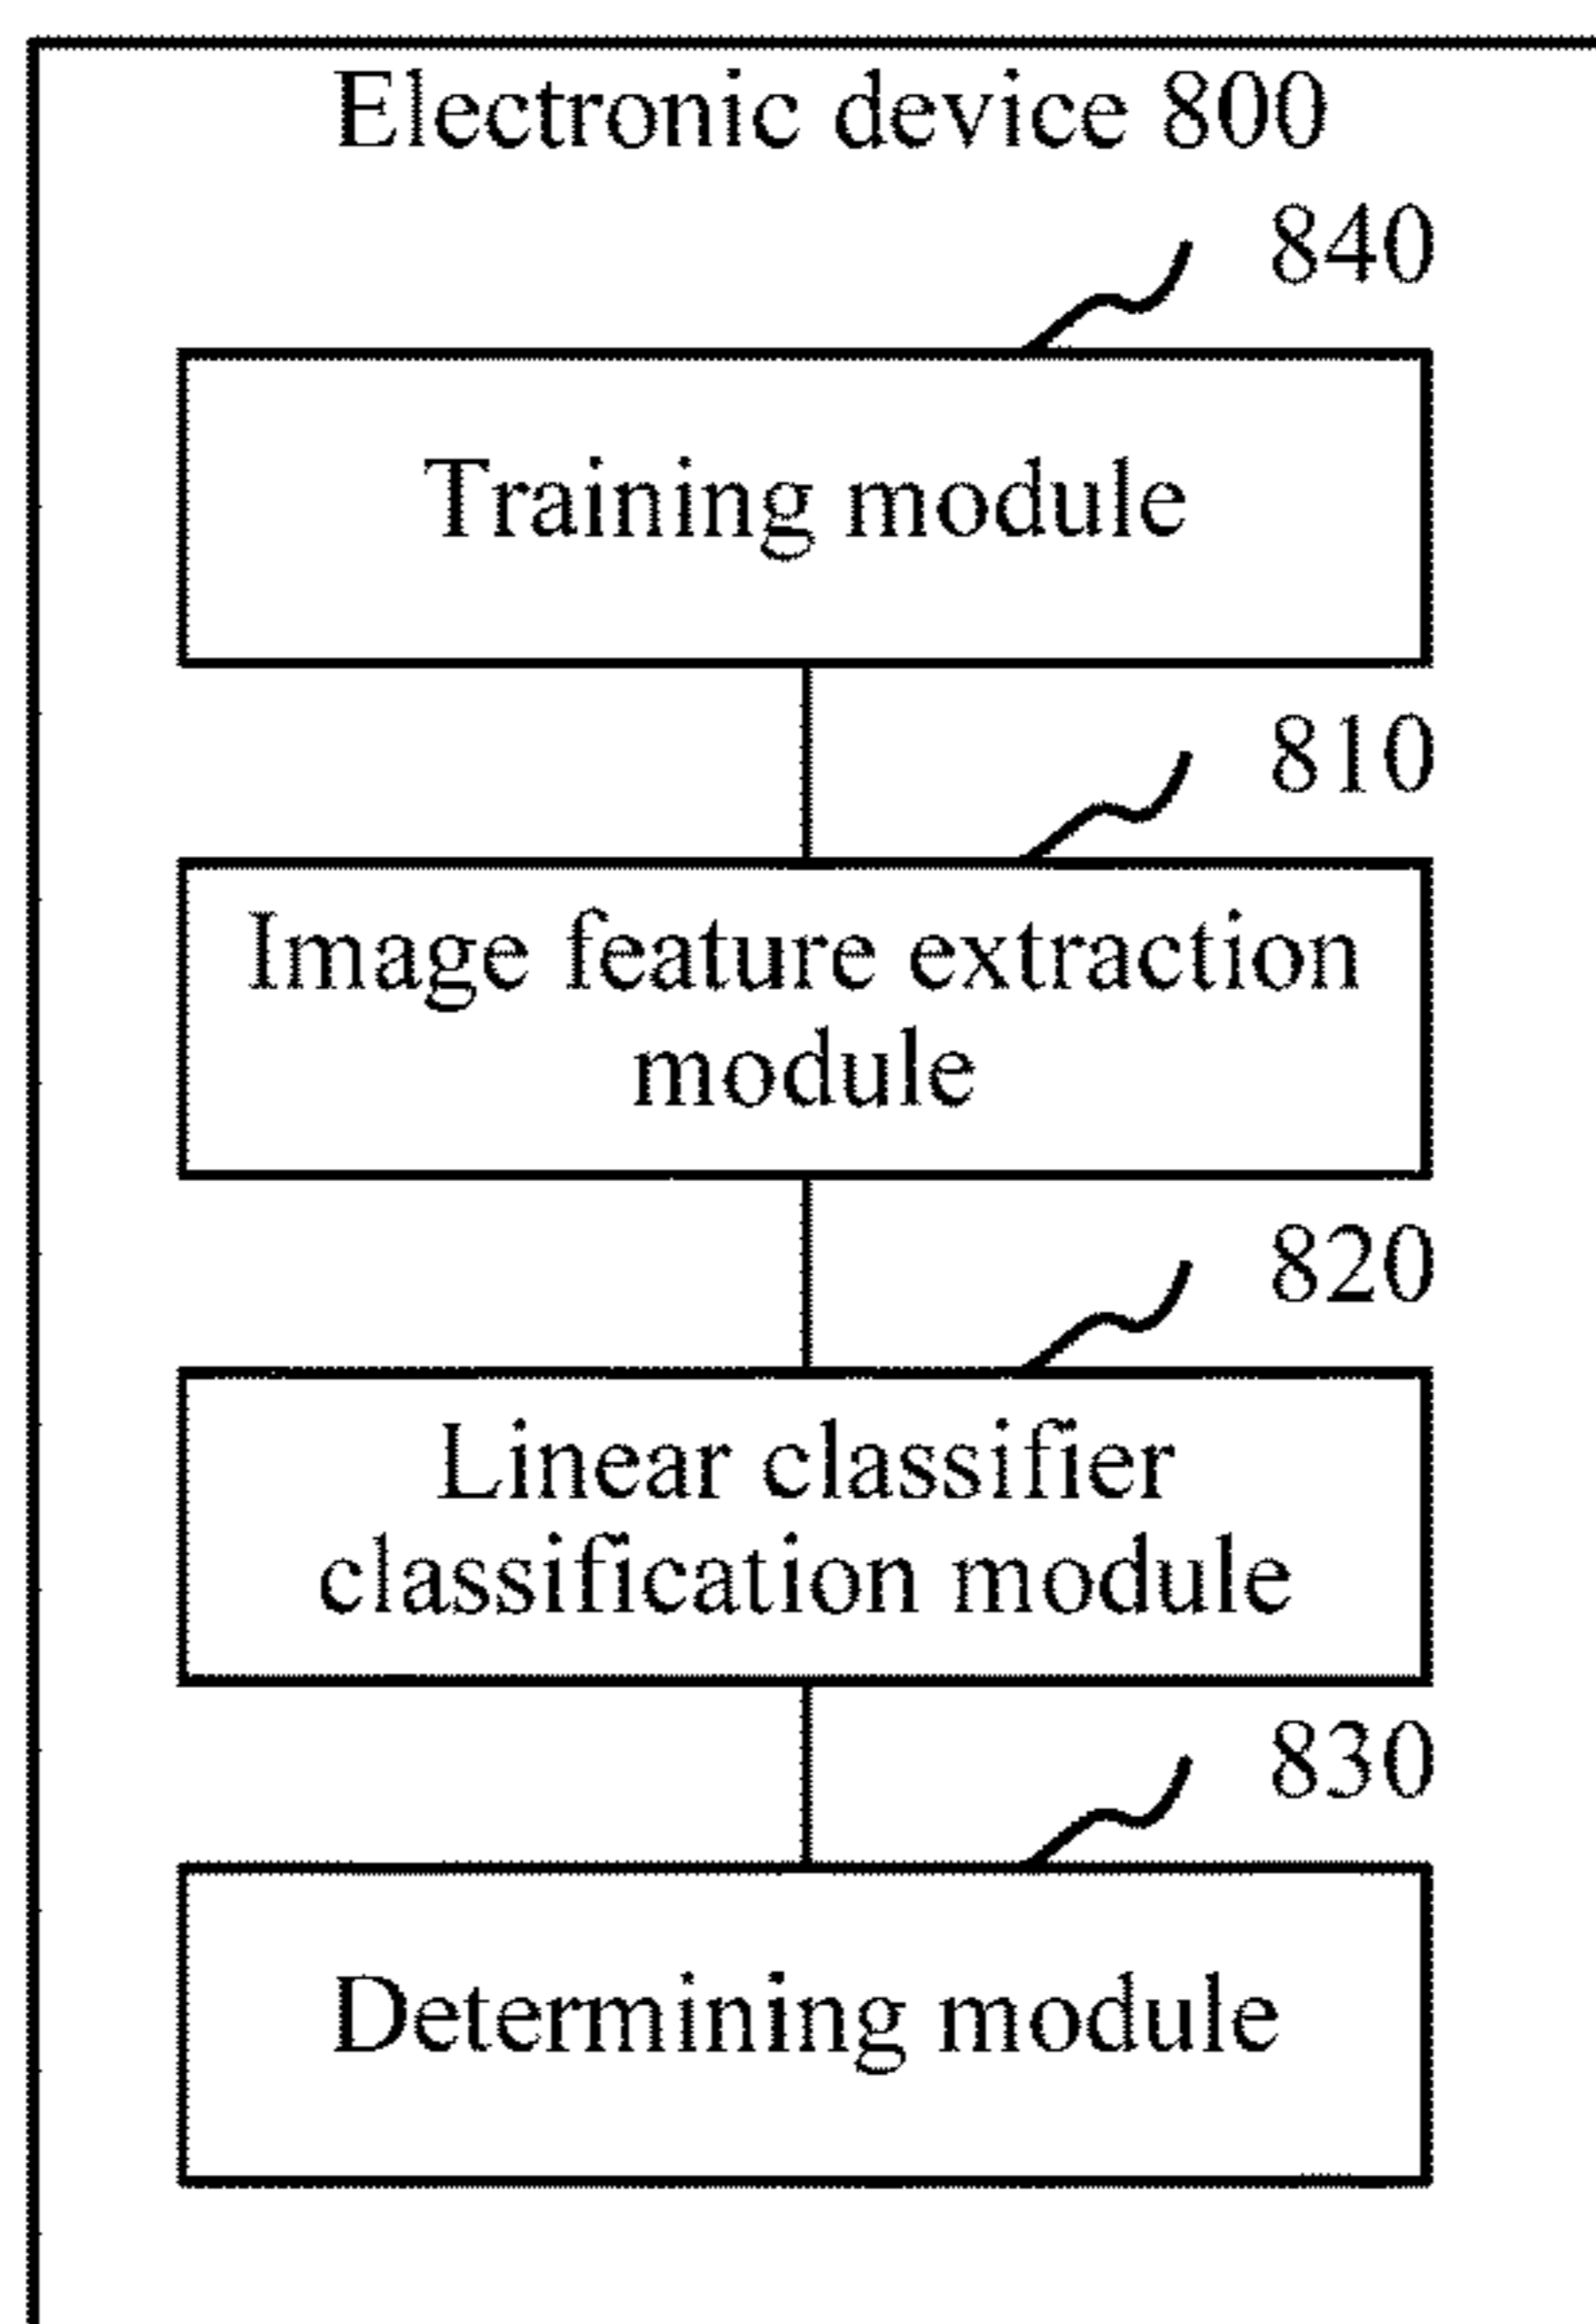 Electronic device 800
840
Training module
810
Image feature extraction
module
820
Linear classifier
classification module
830
Determining module